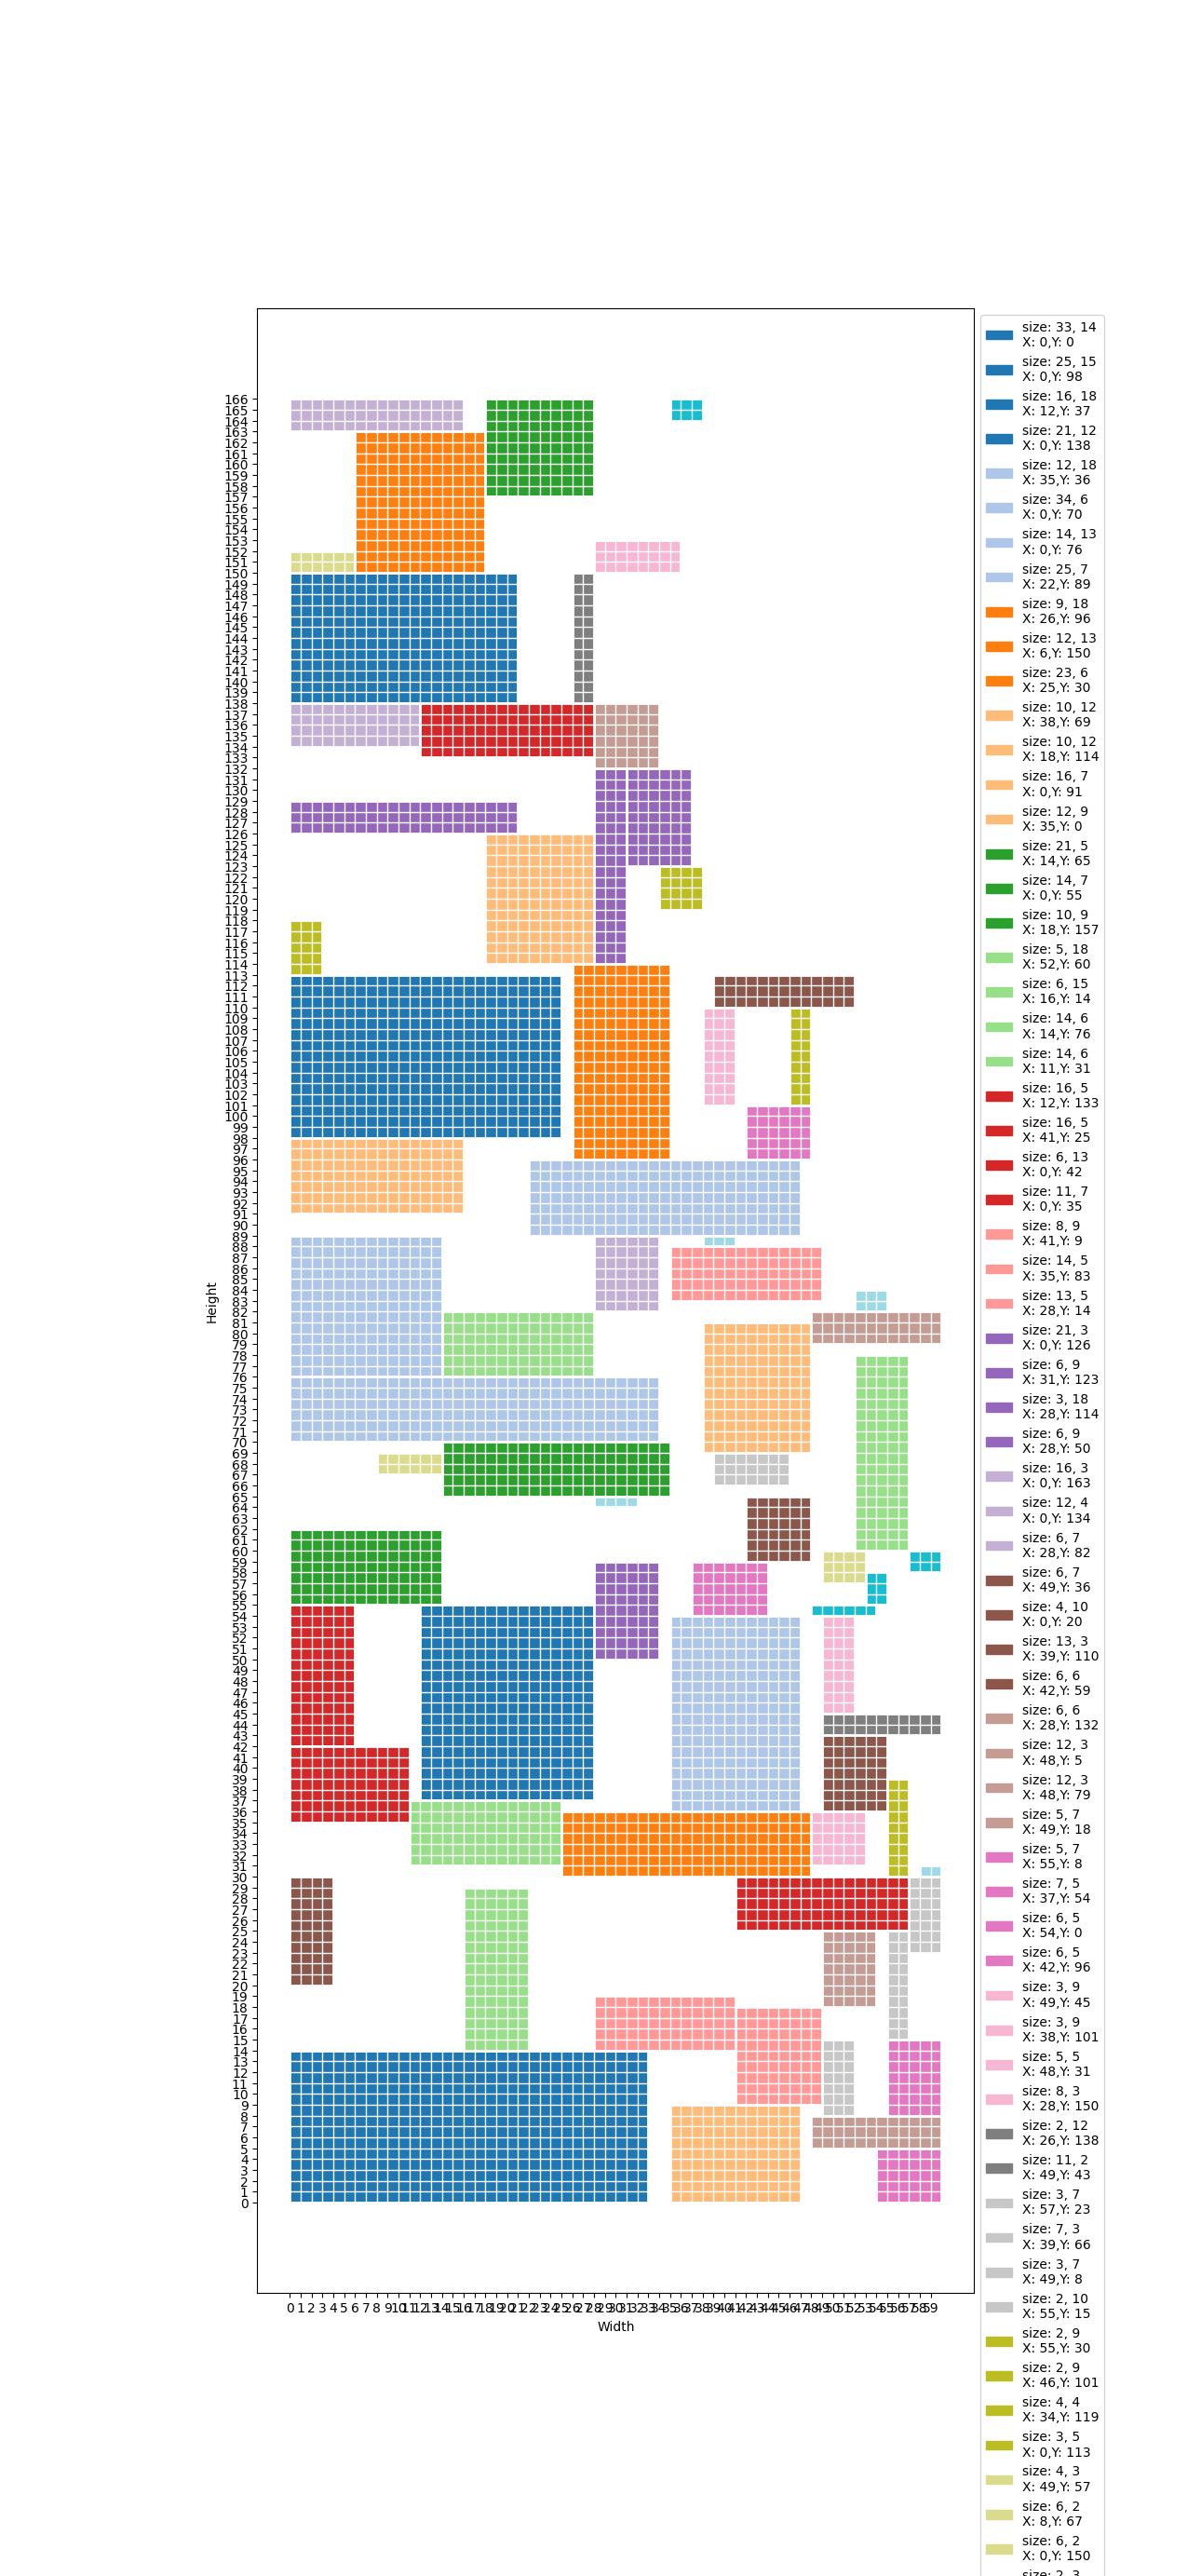 166
165
164
163
162
161
160
159
158
157
156
155
154
153
152
151
150
149
148
147
146
145
144
143
142
141
140
139
138
137
136
135
134
133
132
131
130
129
128
127
126
125
124
123
122
121
120
119
118
117
116
115
114
113
112
111
110
109
108
107
106
105
104
103
102
101
100
99
98
97
96
95
94
93
92
91
90
89
88
87
86
85
84
83
82
81
80
79
78
77
76
75
74
73
72
71
70
69
68
67
66
65
64
63
62
61
60
59
58
57
56
55
54
53
52
51
50
49
48
47
46
45
44
43
42
41
40
39
38
37
36
35
34
33
32
31
30
29
28
27
26
25
24
23
22
21
20
19
18
17
16
15
14
13
12
11
10
9
8
7
6
5
4
3
2
1
0
Height
0 1 2 3 4 5 6 7 8 9 10 11 12 13 14 15 16 17 18 19 20 21 22 23 24 25 26 27 28 29 30 31 32 33 34 35 36 37 38 39 40 41 42 43 44 45 46 47 48 49 50 51 52 53 54 55 56 57 58 59
Width
size: 33, 14
X: 0,Y: 0
size: 25, 15
X: 0,Y: 98
size: 16, 18
X: 12,Y: 37
size: 21, 12
X: 0,Y: 138
size: 12, 18
X: 35,Y: 36
size: 34, 6
X: 0,Y: 70
size: 14, 13
X: 0,Y: 76
size: 25, 7
X: 22,Y: 89
size: 9, 18
X: 26,Y: 96
size: 12, 13
X: 6,Y: 150
size: 23, 6
X: 25,Y: 30
size: 10, 12
X: 38,Y: 69
size: 10, 12
X: 18,Y: 114
size: 16, 7
X: 0,Y: 91
size: 12, 9
X: 35,Y: 0
size: 21, 5
X: 14,Y: 65
size: 14, 7
X: 0,Y: 55
size: 10, 9
X: 18,Y: 157
size: 5, 18
X: 52,Y: 60
size: 6, 15
X: 16,Y: 14
size: 14, 6
X: 14,Y: 76
size: 14, 6
X: 11,Y: 31
size: 16, 5
X: 12,Y: 133
size: 16, 5
X: 41,Y: 25
size: 6, 13
X: 0,Y: 42
size: 11, 7
X: 0,Y: 35
size: 8, 9
X: 41,Y: 9
size: 14, 5
X: 35,Y: 83
size: 13, 5
X: 28,Y: 14
size: 21, 3
X: 0,Y: 126
size: 6, 9
X: 31,Y: 123
size: 3, 18
X: 28,Y: 114
size: 6, 9
X: 28,Y: 50
size: 16, 3
X: 0,Y: 163
size: 12, 4
X: 0,Y: 134
size: 6, 7
X: 28,Y: 82
size: 6, 7
X: 49,Y: 36
size: 4, 10
X: 0,Y: 20
size: 13, 3
X: 39,Y: 110
size: 6, 6
X: 42,Y: 59
size: 6, 6
X: 28,Y: 132
size: 12, 3
X: 48,Y: 5
size: 12, 3
X: 48,Y: 79
size: 5, 7
X: 49,Y: 18
size: 5, 7
X: 55,Y: 8
size: 7, 5
X: 37,Y: 54
size: 6, 5
X: 54,Y: 0
size: 6, 5
X: 42,Y: 96
size: 3, 9
X: 49,Y: 45
size: 3, 9
X: 38,Y: 101
size: 5, 5
X: 48,Y: 31
size: 8, 3
X: 28,Y: 150
size: 2, 12
X: 26,Y: 138
size: 11, 2
X: 49,Y: 43
size: 3, 7
X: 57,Y: 23
size: 7, 3
X: 39,Y: 66
size: 3, 7
X: 49,Y: 8
size: 2, 10
X: 55,Y: 15
size: 2, 9
X: 55,Y: 30
size: 2, 9
X: 46,Y: 101
size: 4, 4
X: 34,Y: 119
size: 3, 5
X: 0,Y: 113
size: 4, 3
X: 49,Y: 57
size: 6, 2
X: 8,Y: 67
size: 6, 2
X: 0,Y: 150
size: 2, 3